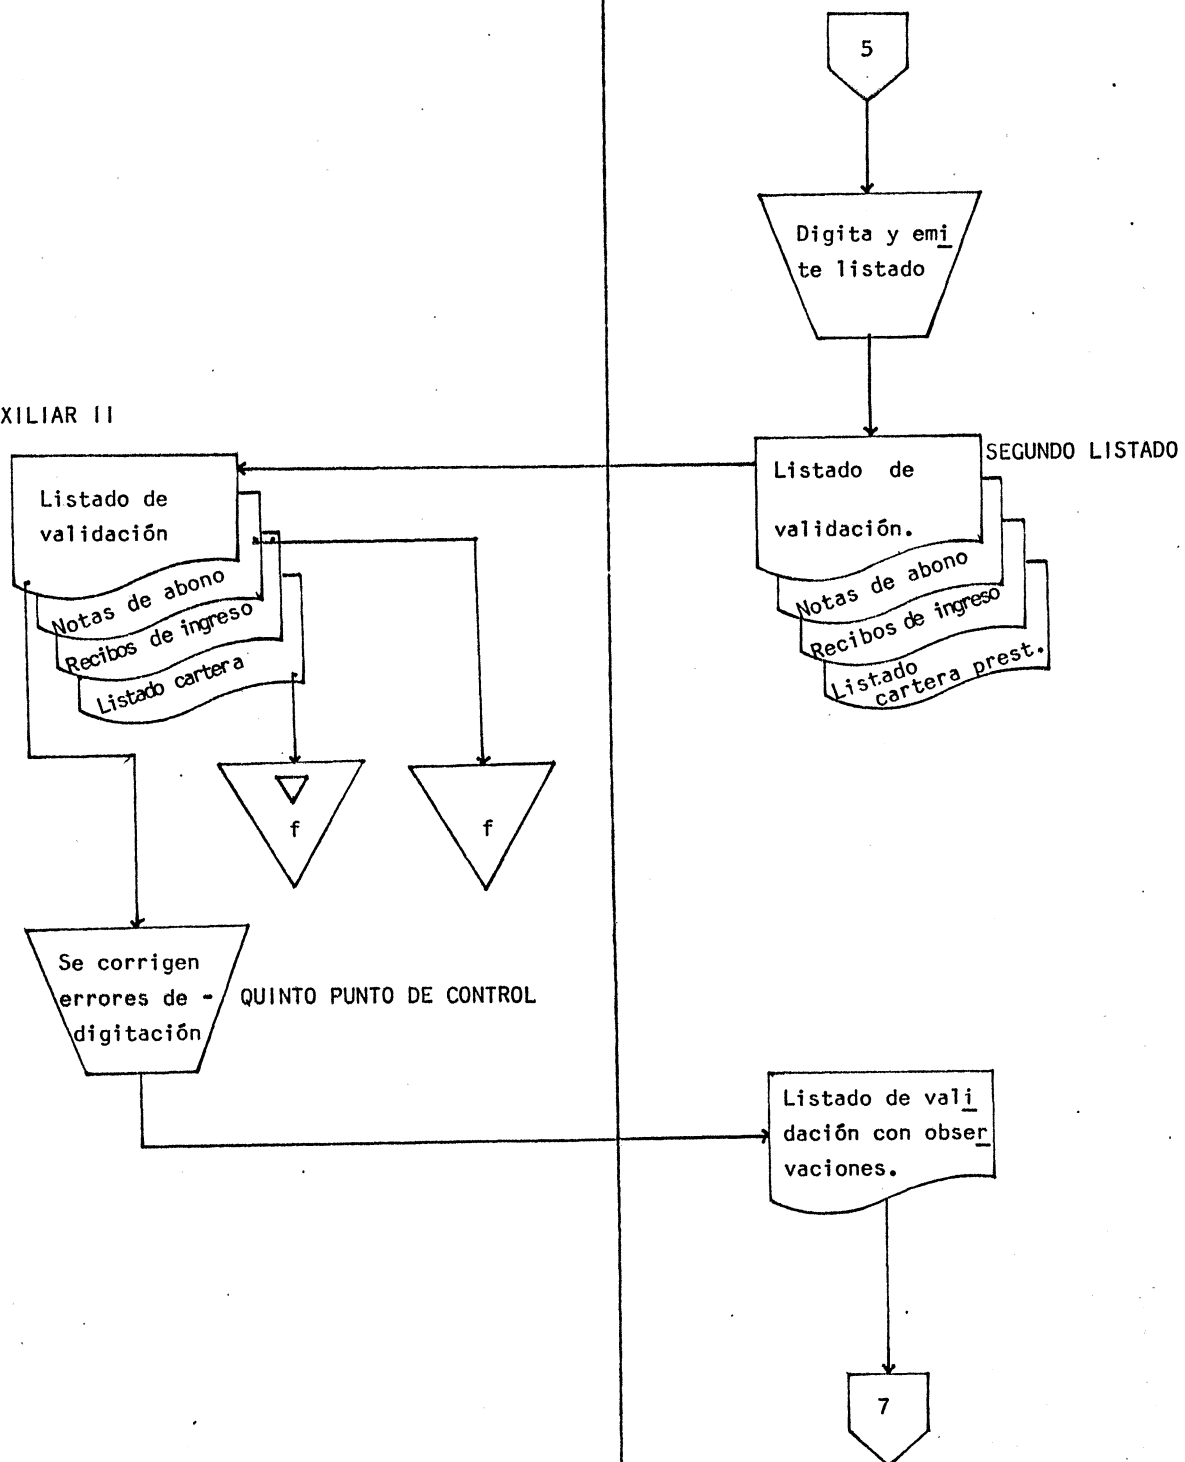 5
Digita y emi
te listado
XILIAR II
SEGUNDO LISTADO
Listado de
validación.
Notas de abono
Recibos de ingreso
Listado
cartera prest.
Listado de
validación
Notas de abono
Recibos de ingreso
Listado cartera
f
f
Se corrigen
errores de -
digitación
QUINTO PUNTO DE CONTROL
Listado de vali
dación con obser
vaciones.
7